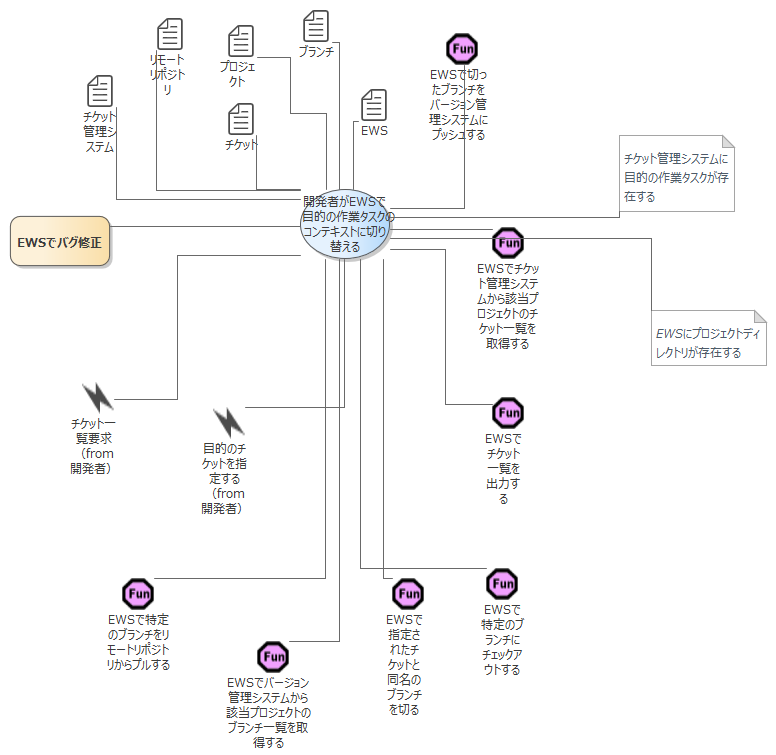 ブランチ
リモート
リポジト
リ
プロジェ
クト
Fun
EWSで切っ
たブランチを
バージョン管
理システムに
プッシュする
チケット
管理シ
ステム
チケット
EWS
チケット管理システムに
目的の作業タスクが存
在する
開発者がEWSで
目的の作業タスクの
コンテキストに切り
替える
EWSでバグ修正
Fun
EWSでチケッ
ト管理システ
ムから該当プ
ロジェクトのチ
ケット一覧を
取得する
EWSにプロジェクトディ
レクトリが存在する
チケット一
覧要求
（from
開発者）
目的のチ
ケットを指
定する
（from
開発者）
Fun
EWSで
チケット
一覧を
出力す
る
Fun
EWSで特定
のブランチをリ
モートリポジト
リからプルする
Fun
EWSでバージョン
管理システムから
該当プロジェクトの
ブランチ一覧を取
得する
Fun
EWSで
指定さ
れたチ
ケットと
同名の
ブランチ
を切る
Fun
EWSで
特定のブ
ランチに
チェックア
ウトする